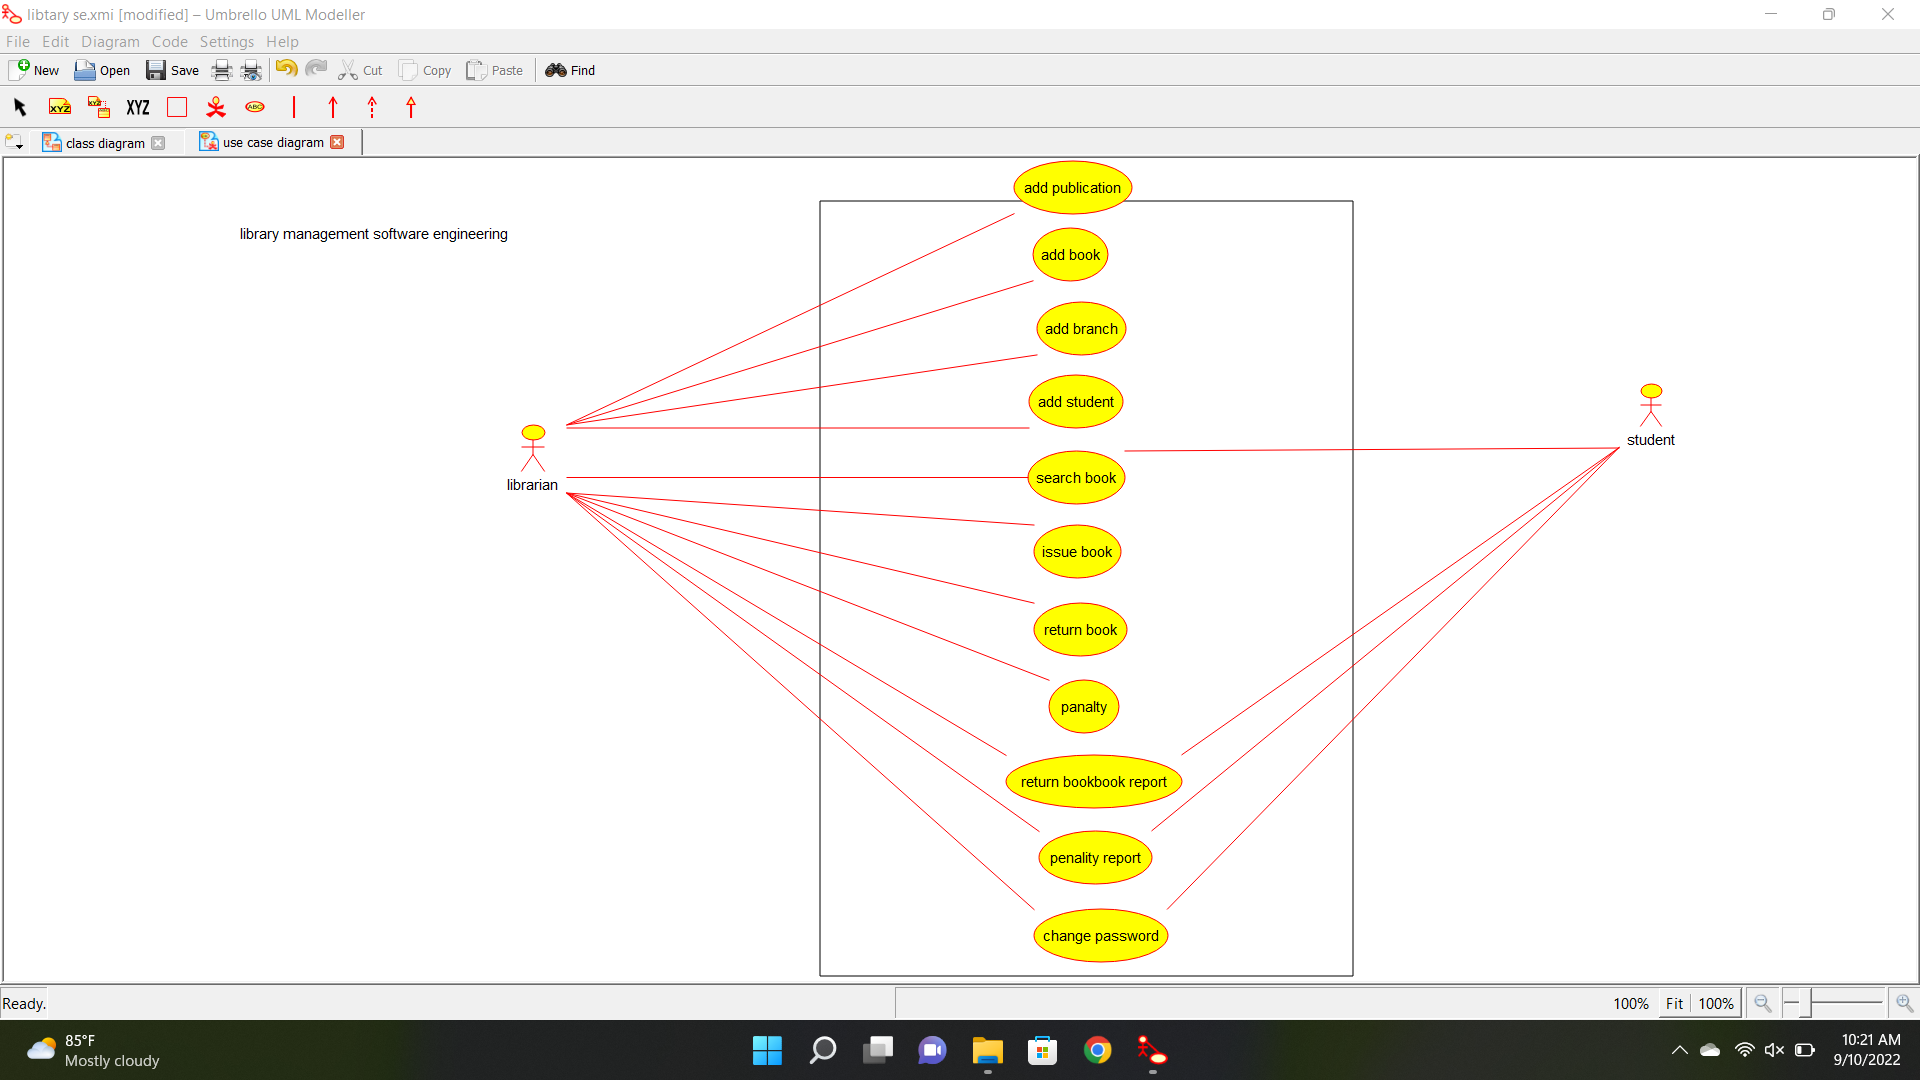 libtary se.xmi [modified] – Umbrello UML Modeller
File Edit Diagram Code Settings Help
New Open Save Cut Copy Paste Find
XYZ XYZ XYZ ABC
class diagram use case diagram
add publication
library management software engineering
add book
add branch
add student
student
search book
librarian
issue book
return book
panalty
return bookbook report
penality report
change password
Ready. 100% Fit 100%
85°F
Mostly cloudy
10:21 AM
9/10/2022